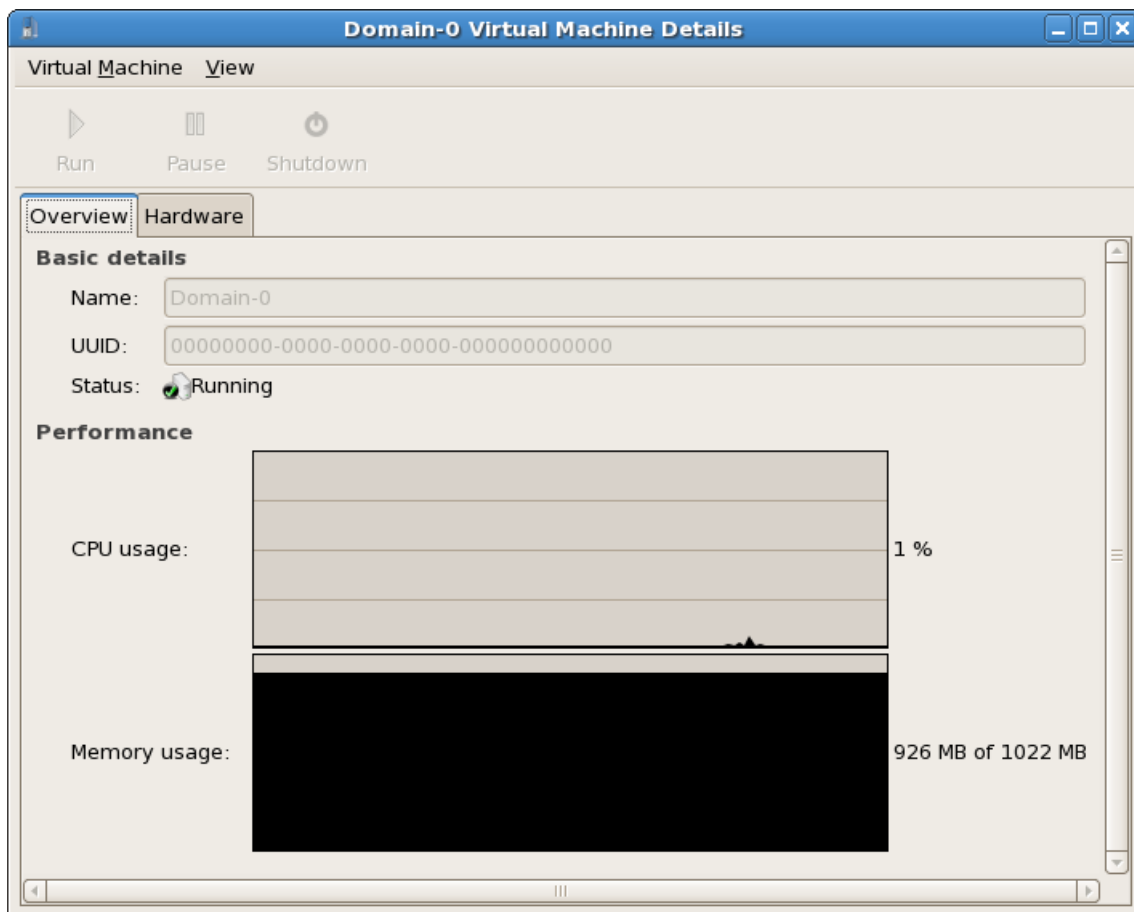 Domain-0 Virtual Machine Details
Virtual Machine View
Run Pause Shutdown
Overview Hardware
Basic details
Name: Domain-0
UUID: 00000000-0000-0000-0000-000000000000
Status: Running
Performance
CPU usage: 1 %
Memory usage: 926 MB of 1022 MB